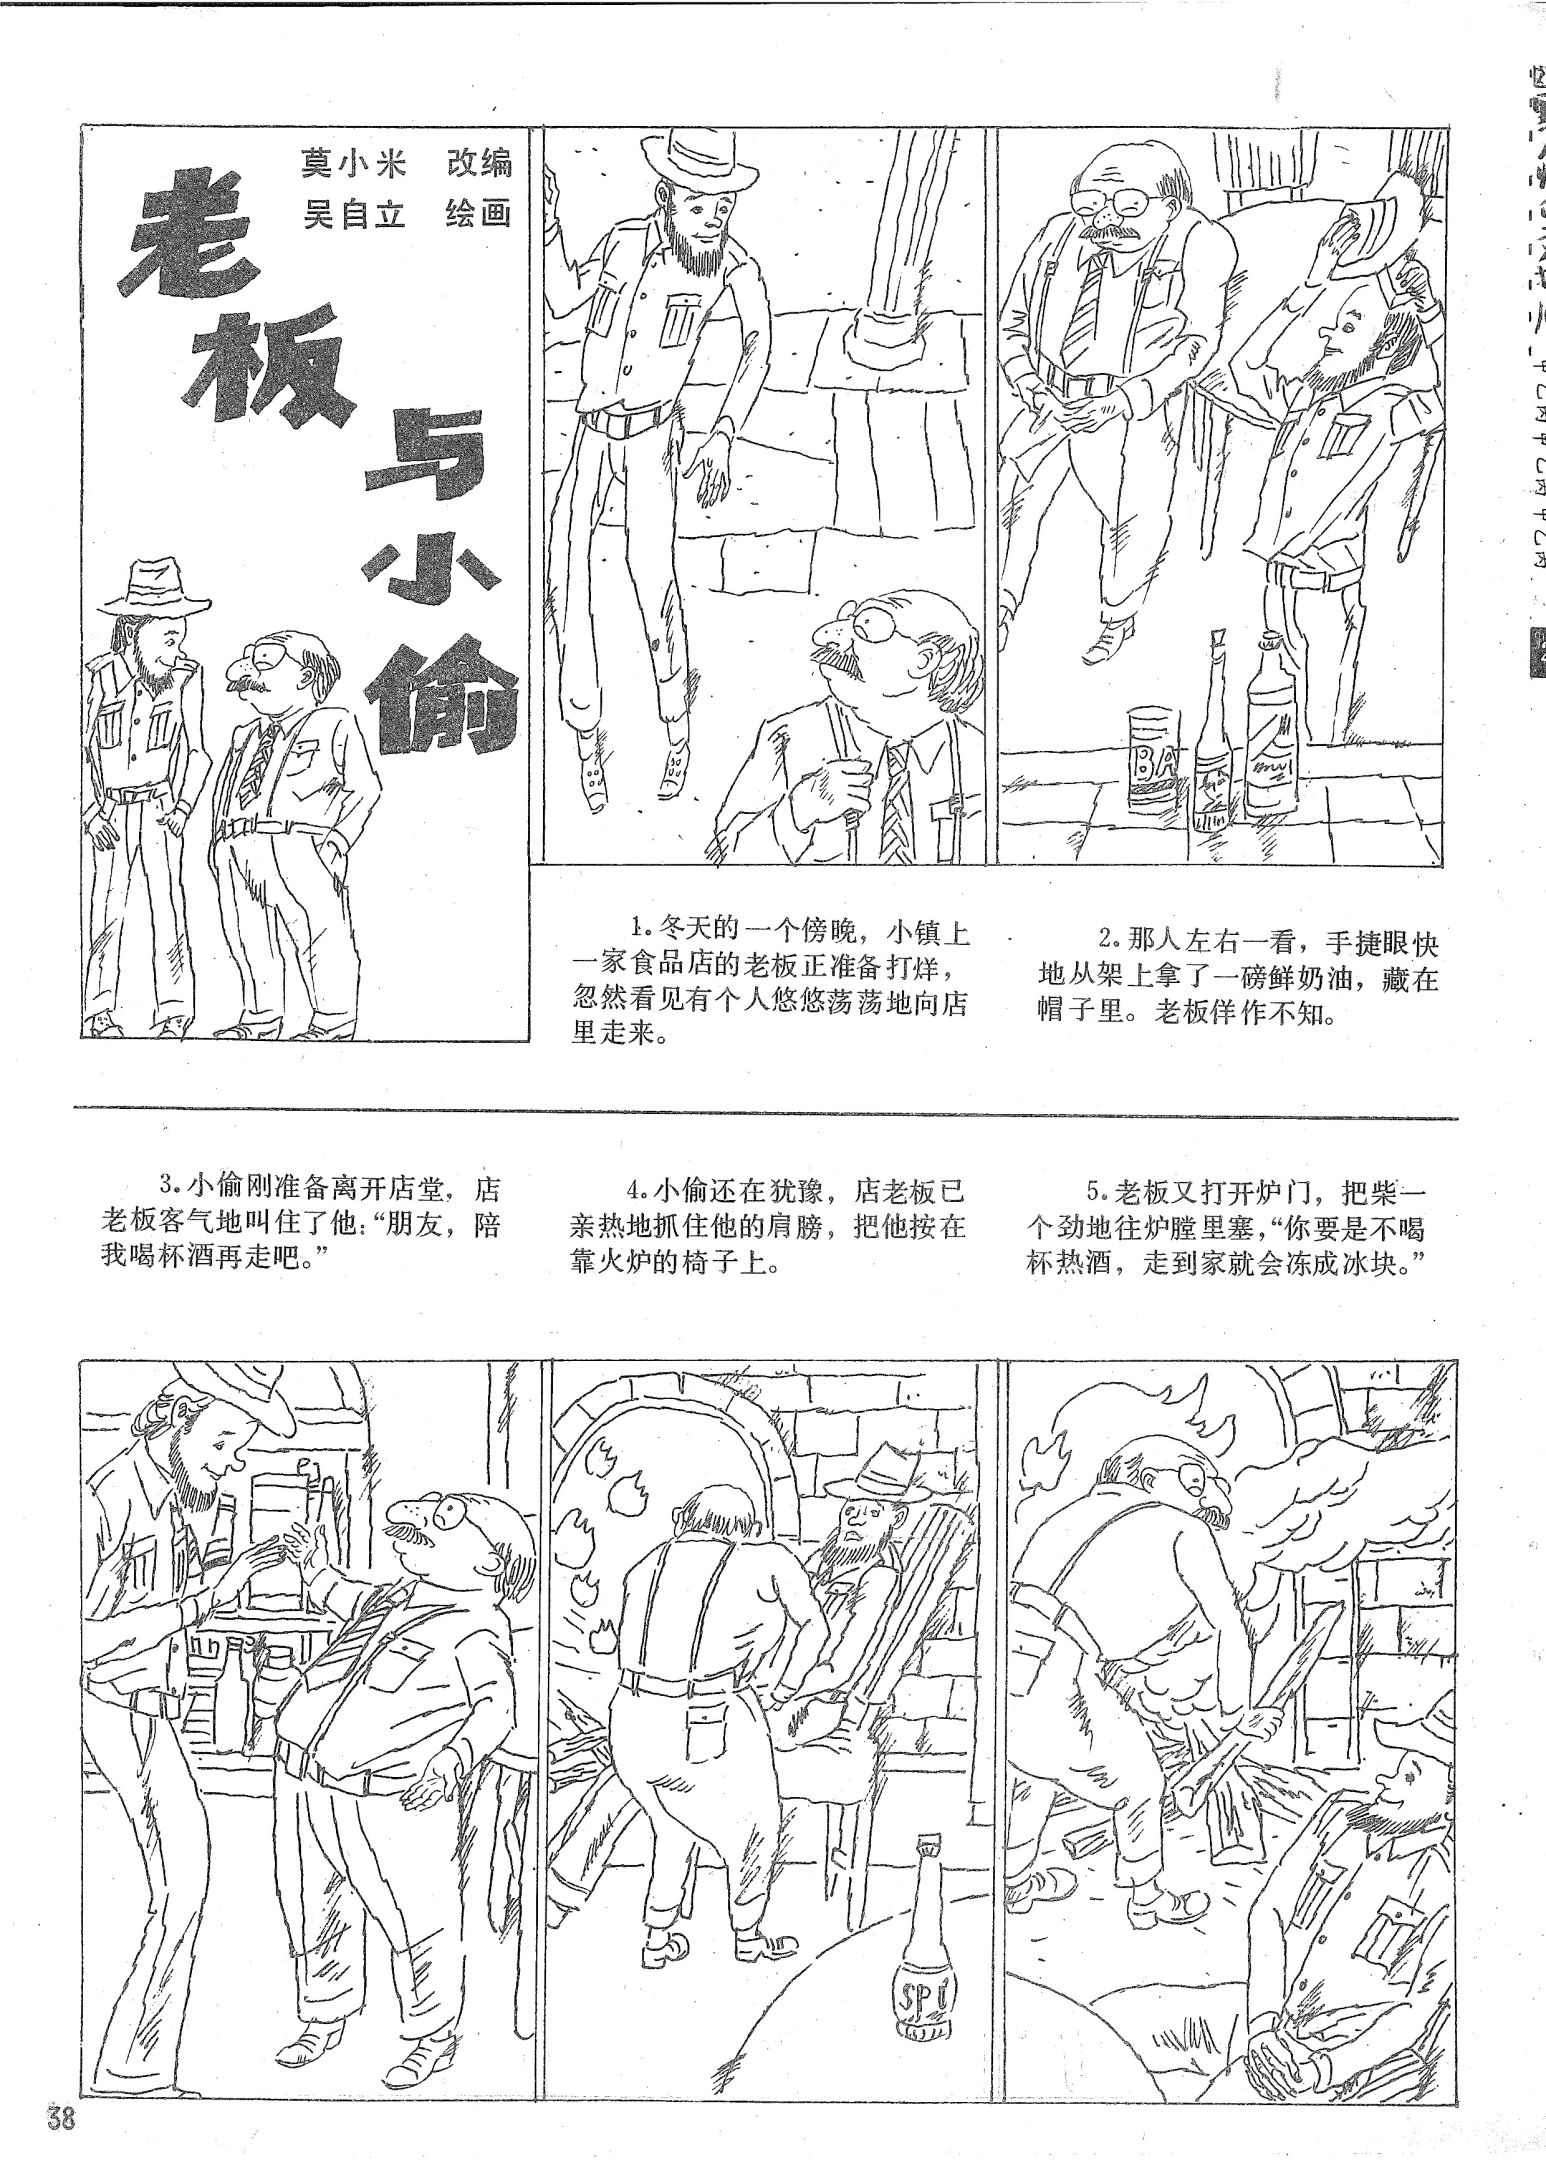 老板与小偷
莫小米 改编
吴自立 绘画
1。冬天的一个傍晚，小镇上
一家食品店的老板正准备打烊，
忽然看见有个人悠悠荡荡地向店
里走来。
2。那人左右一看，手捷眼快
地从架上拿了一磅鲜奶油，藏在
帽子里。老板佯作不知。
BA
3。小偷刚准备离开店堂，店
老板客气地叫住了他：“朋友，陪
我喝杯酒再走吧。”
4。小偷还在犹豫，店老板已
亲热地抓住他的肩膀，把他按在
靠火炉的椅子上。
5。老板又打开炉门，把柴一
个劲地往炉膛里塞，“你要是不喝
杯热酒，走到家就会冻成冰块。”
SPi
38